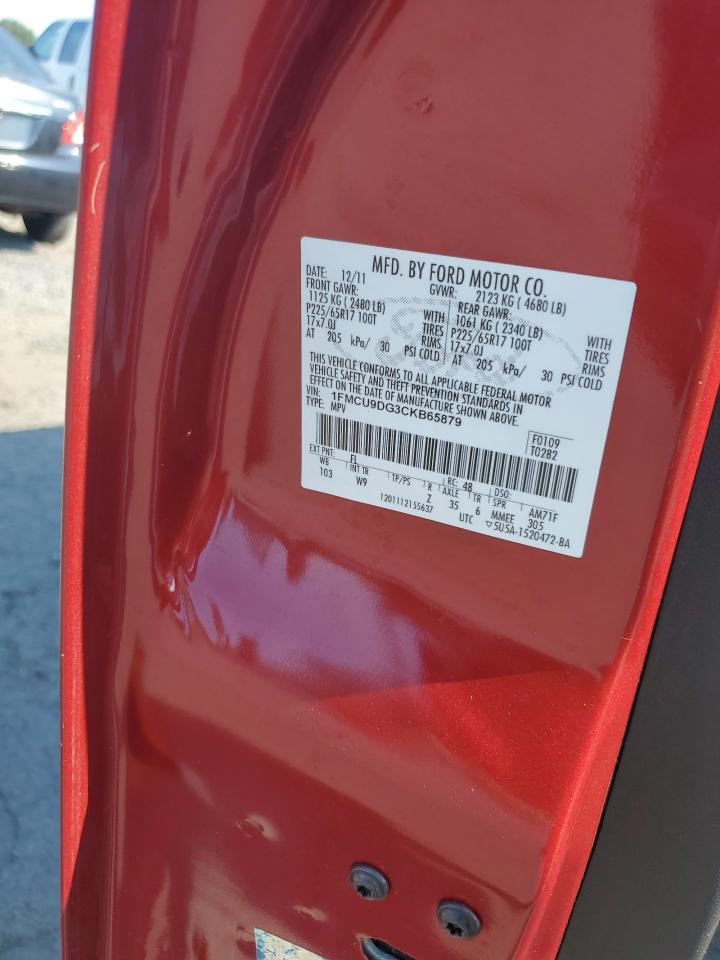 MFD. BY FORD MOTOR CO.
DATE: 12/11 GVWR: 2123 KG ( 4680 LB)
FRONT GAWR: REAR GAWR:
1125 KG ( 2480 LB) WITH 1061 KG ( 2340 LB) WITH
P225/65R17 100T TIRES P225/65R17 100T TIRES
17x7.0J RIMS 17x7.0J RIMS
AT 205 kPa/ 30 PSI COLD AT 205 kPa/ 30 PSI COLD
THIS VEHICLE CONFORMS TO ALL APPLICABLE FEDERAL MOTOR
VEHICLE SAFETY AND THEFT PREVENTION STANDARDS IN
EFFECT ON THE DATE OF MANUFACTURE SHOWN ABOVE.
VIN: 1FMCU9DG3CKB65879
TYPE: MPV
F0109
T0282
EXT PNT: FL RC: 48 DSO:
WB INT TR TP/PS R AXLE TR SPR AM71F
103 W9 Z 35 6 MMEE 305
1201112155637 UTC ▽5U5A-1520472-BA
Ford